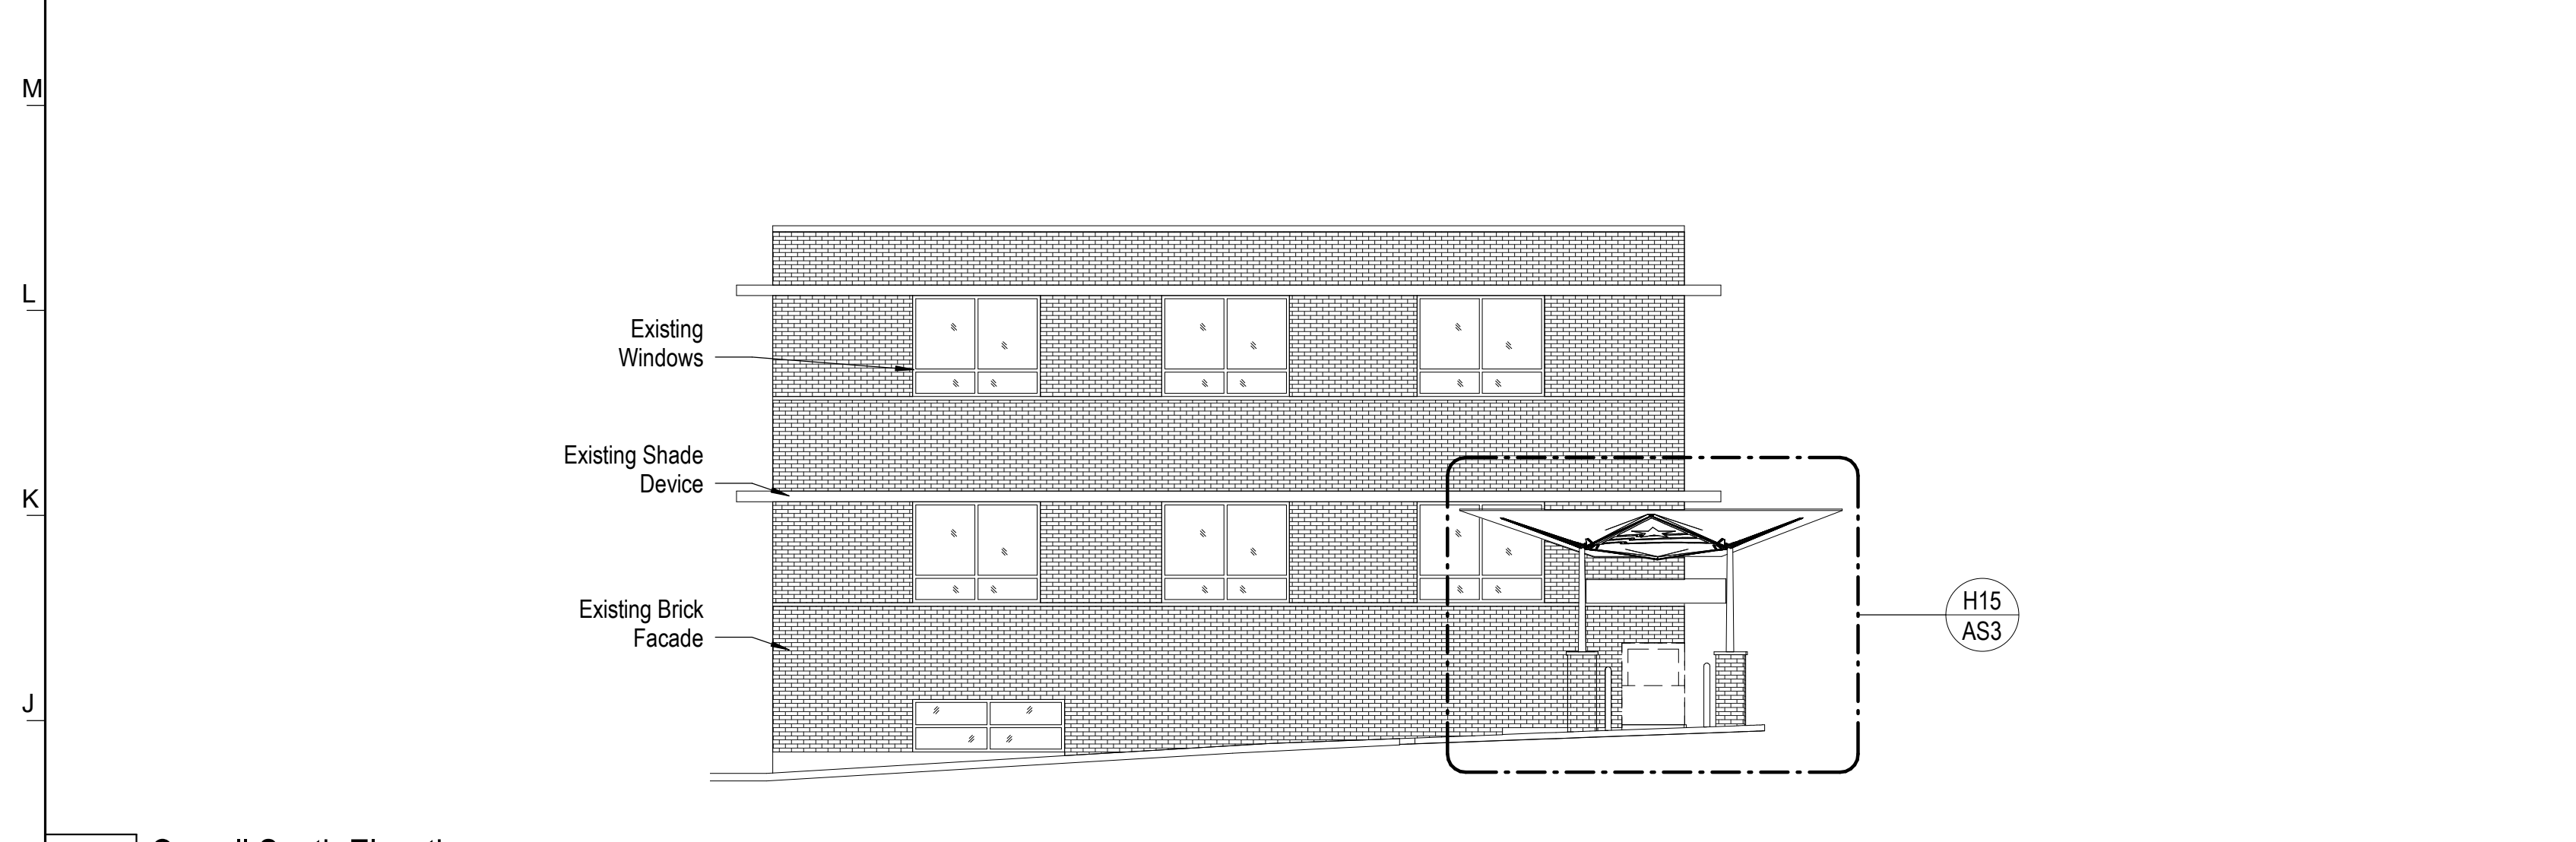 M
L
Existing
Windows
Existing Shade
Device
K
Existing Brick
Facade
H15
AS3
J